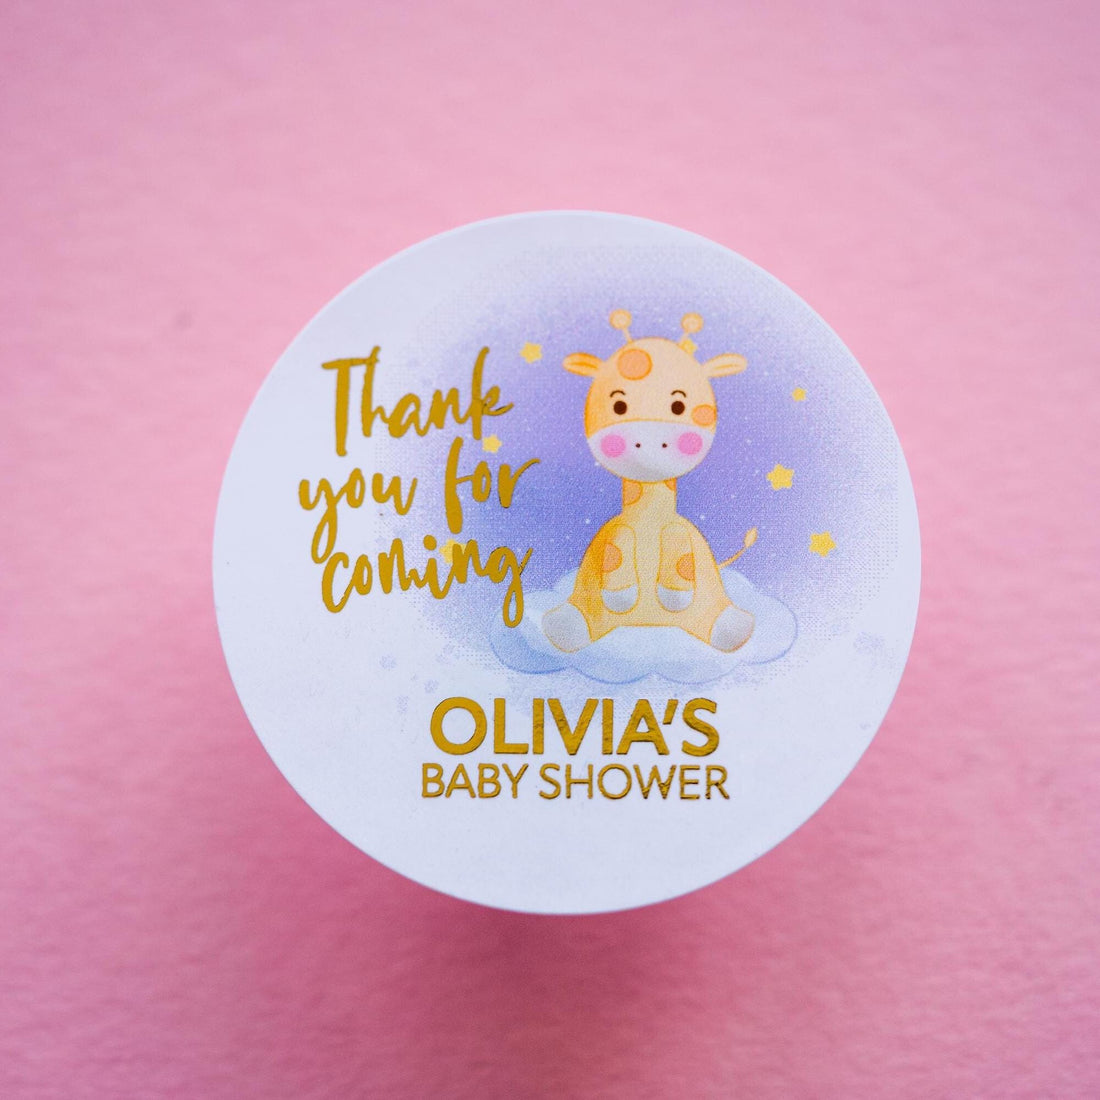 Thank
you for
coming
OLIVIA'S
BABY SHOWER